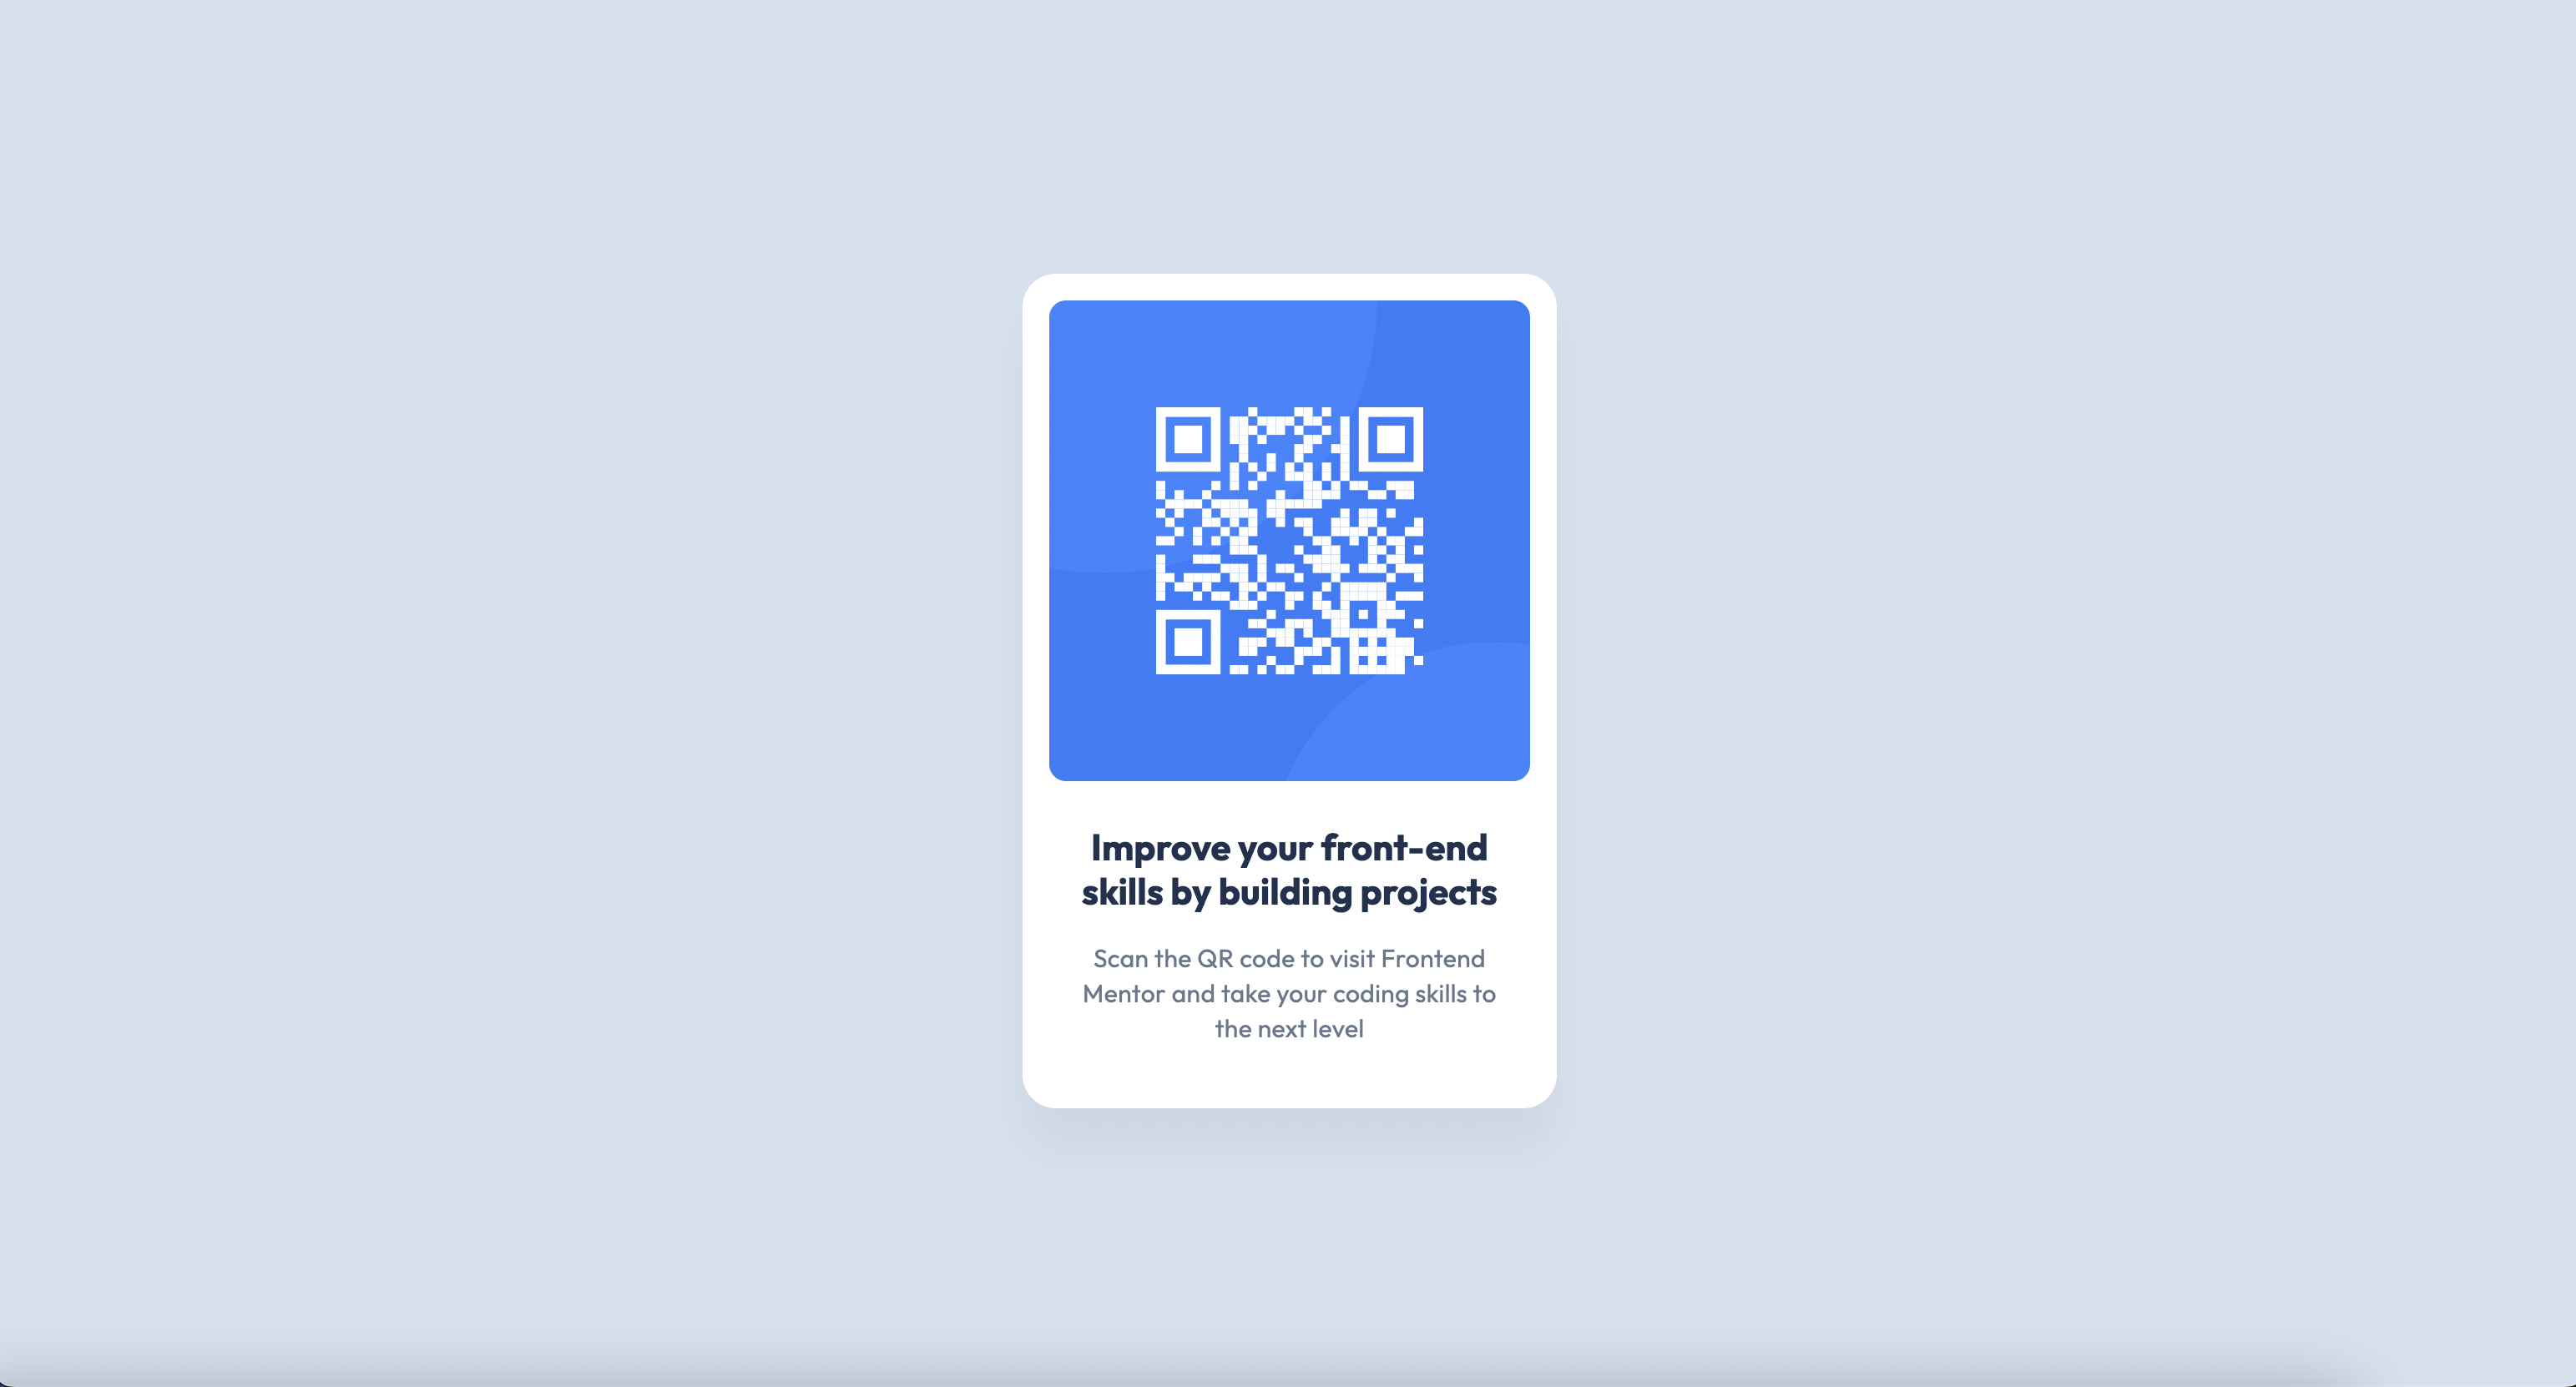 Improve your front-end
skills by building projects
Scan the QR code to visit Frontend
Mentor and take your coding skills to
the next level